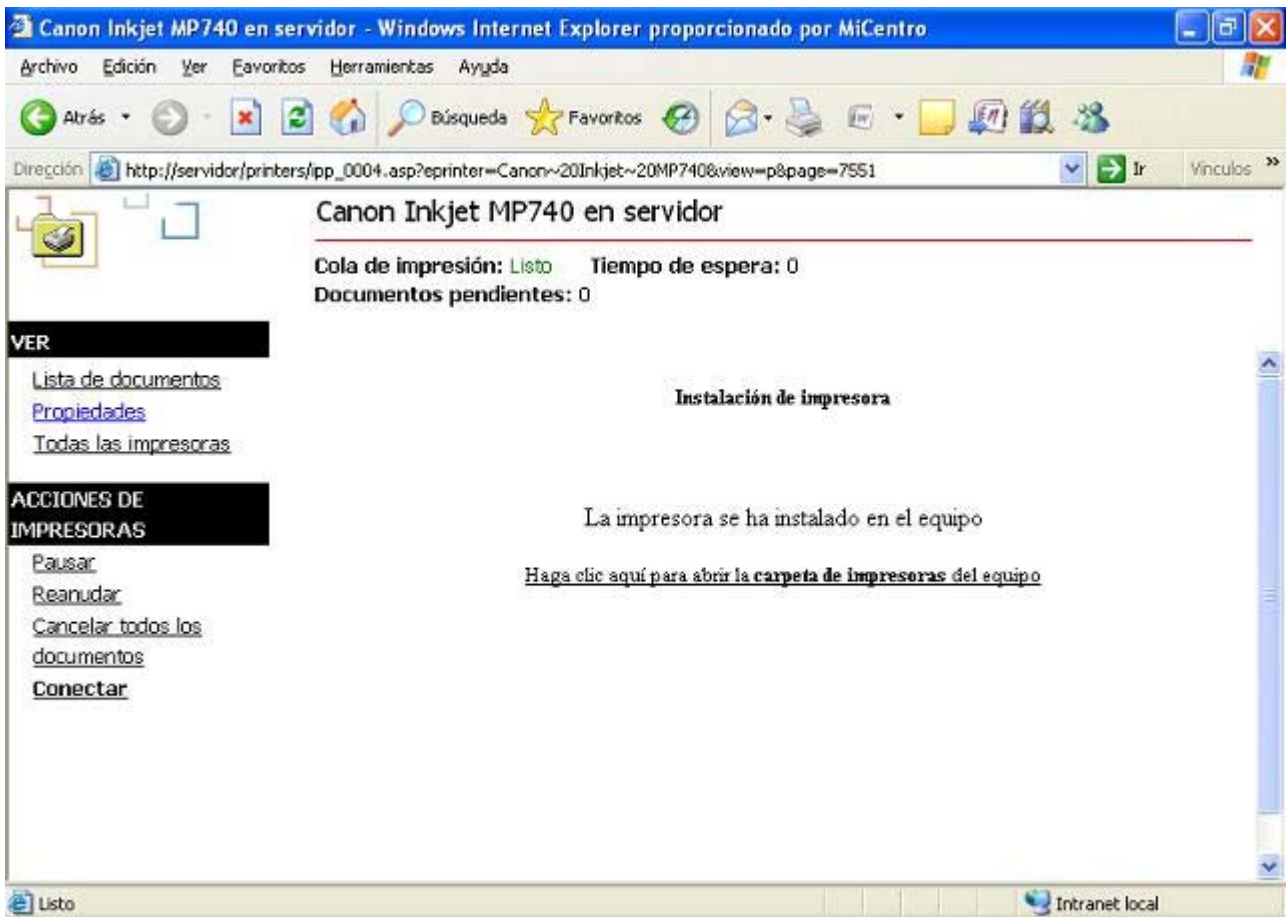 Canon Inkjet MP740 en servidor - Windows Internet Explorer proporcionado por MiCentro
Archivo Edición Ver Favoritos Herramientas Ayuda
Atrás Búsqueda Favoritos
Dirección http://servidor/printers/ipp_0004.asp?eprinter=Canon~20Inkjet~20MP740&view=p&page=7551 Ir Vínculos »
Canon Inkjet MP740 en servidor
Cola de impresión: Listo Tiempo de espera: 0
Documentos pendientes: 0
VER
Lista de documentos
Propiedades
Todas las impresoras
ACCIONES DE
IMPRESORAS
Pausar
Reanudar
Cancelar todos los
documentos
Conectar
Instalación de impresora
La impresora se ha instalado en el equipo
Haga clic aquí para abrir la carpeta de impresoras del equipo
Listo Intranet local